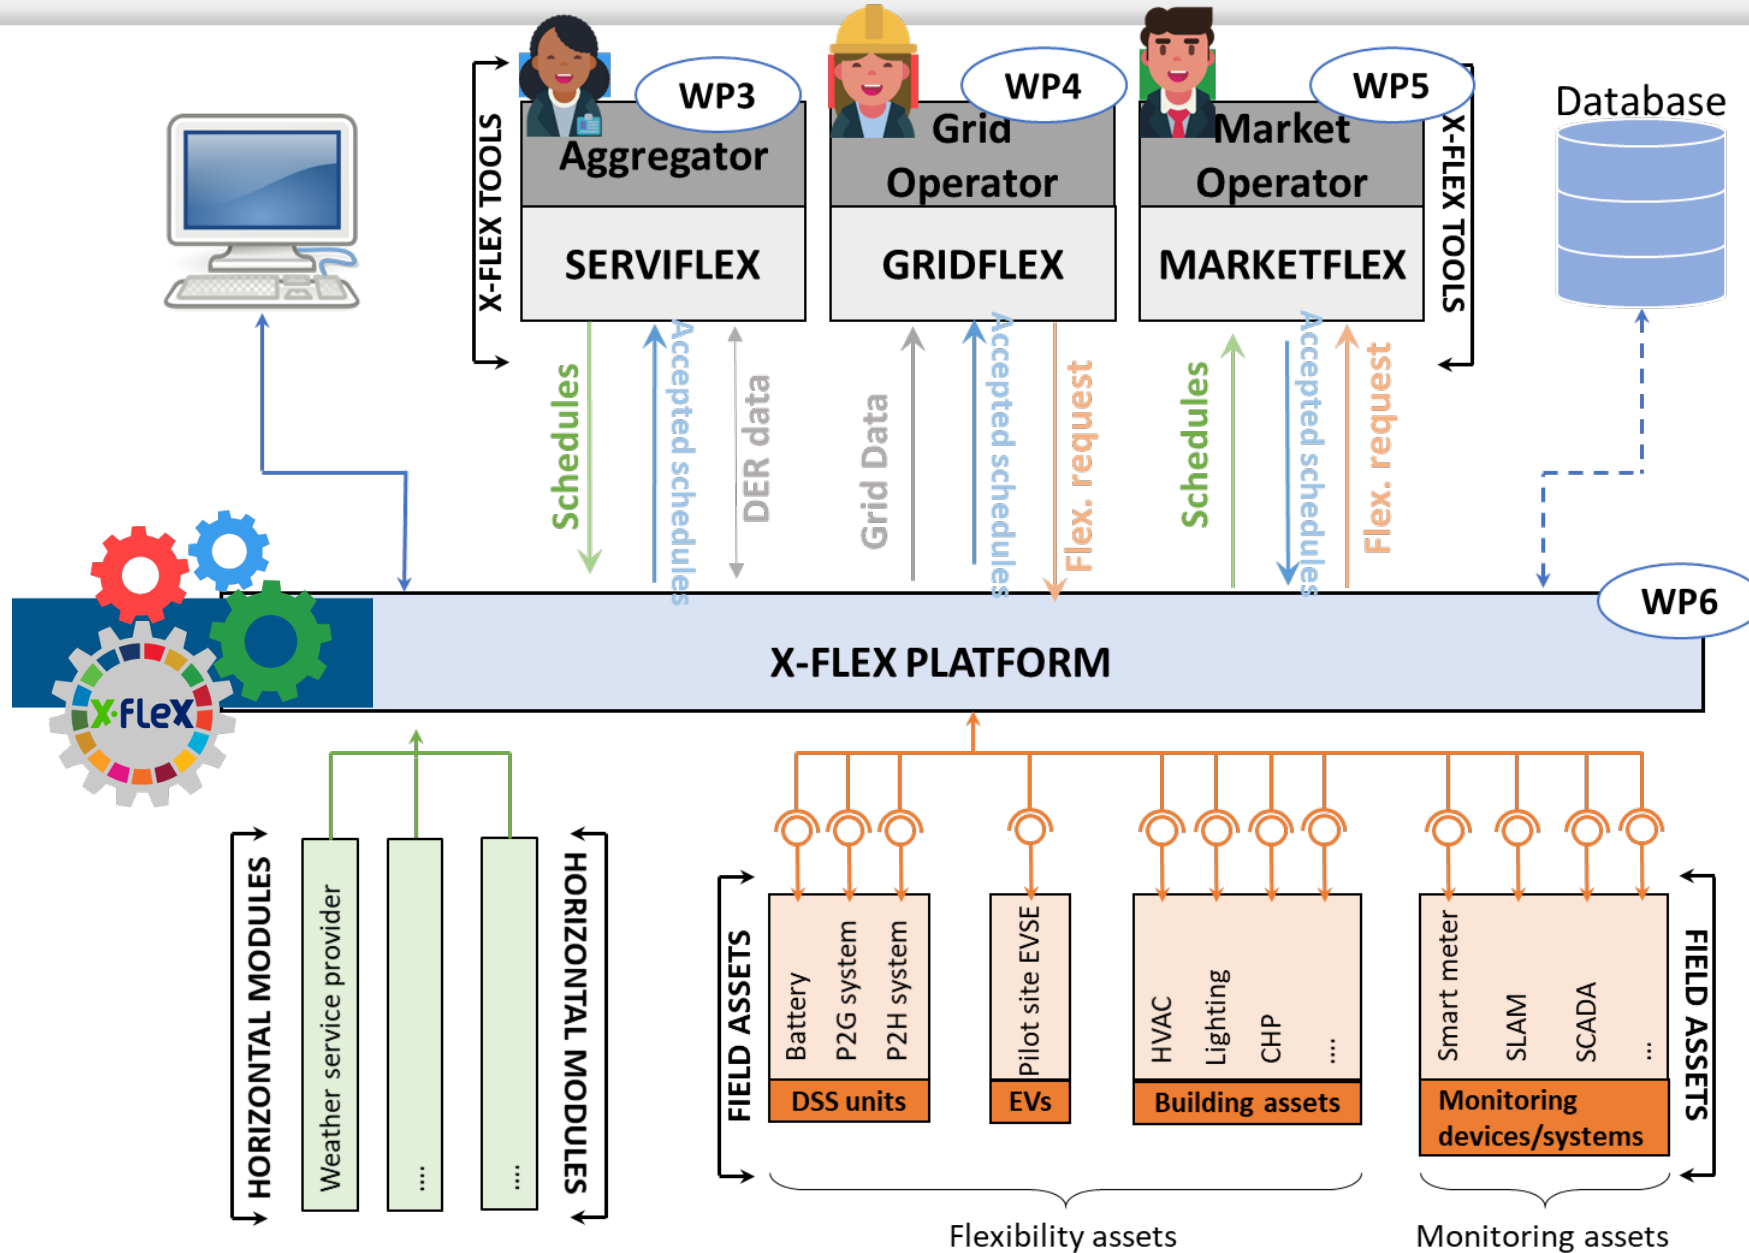 WP3
WP4
WP5
Database
Aggregator
Grid
Operator
Market
Operator
X-FLEX TOOLS
SERVIFLEX
GRIDFLEX
MARKETFLEX
X-FLEX TOOLS
Schedules
Accepted schedules
DER data
Grid Data
Accepted schedules
Flex. request
Schedules
Accepted schedules
Flex. request
WP6
X-FLEX PLATFORM
x-fLeX
HORIZONTAL MODULES
Weather service provider
....
....
HORIZONTAL MODULES
FIELD ASSETS
Battery
P2G system
P2H system
DSS units
Pilot site EVSE
EVs
HVAC
Lighting
CHP
....
Building assets
Smart meter
SLAM
SCADA
...
Monitoring
devices/systems
FIELD ASSETS
Flexibility assets
Monitoring assets